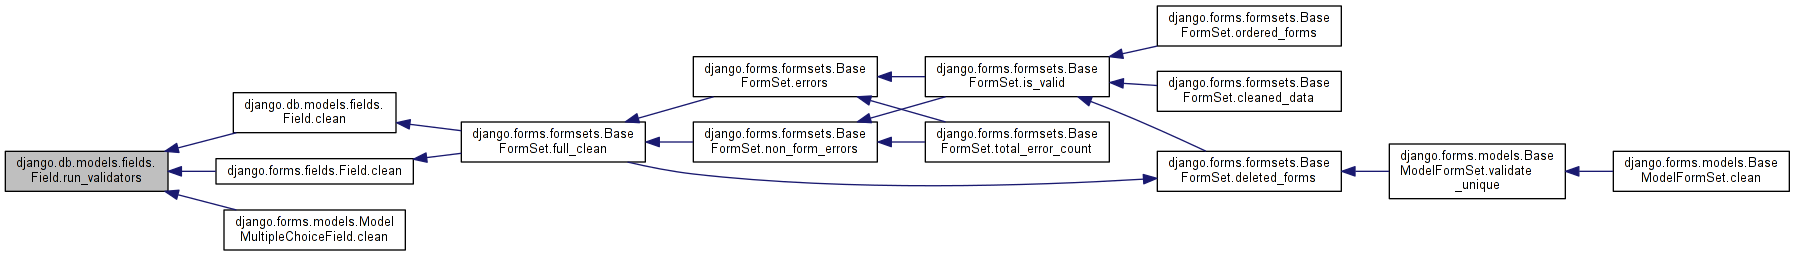 django.db.models.fields.
Field.run_validators
django.db.models.fields.
Field.clean
django.forms.fields.Field.clean
django.forms.models.Model
MultipleChoiceField.clean
django.forms.formsets.Base
FormSet.full_clean
django.forms.formsets.Base
FormSet.errors
django.forms.formsets.Base
FormSet.non_form_errors
django.forms.formsets.Base
FormSet.is_valid
django.forms.formsets.Base
FormSet.total_error_count
django.forms.formsets.Base
FormSet.ordered_forms
django.forms.formsets.Base
FormSet.cleaned_data
django.forms.formsets.Base
FormSet.deleted_forms
django.forms.models.Base
ModelFormSet.validate
_unique
django.forms.models.Base
ModelFormSet.clean